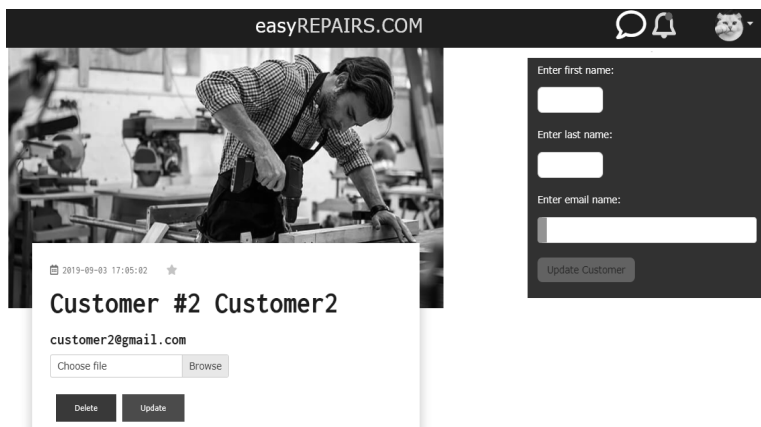 easyREPAIRS.COM
Enter first name:
Enter last name:
Enter email name:
Update Customer
2019-09-03 17:05:02
Customer #2 Customer2
customer2@gmail.com
Choose file Browse
Delete Update